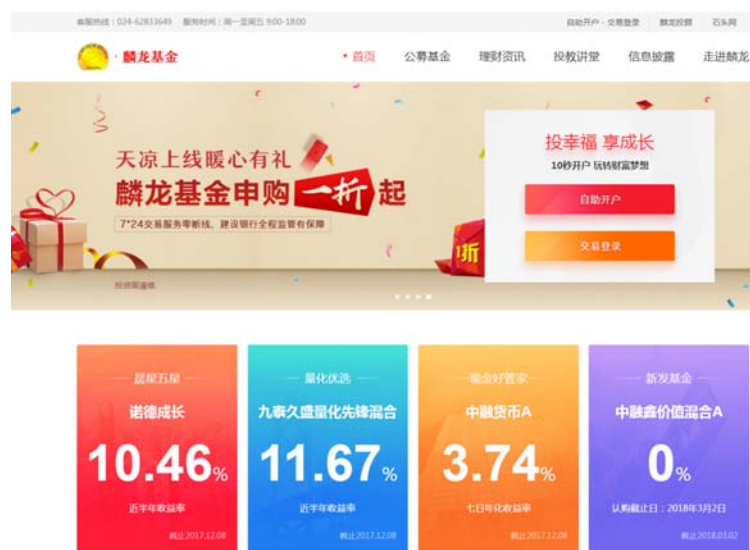 客服热线：024-62833649 服务时间：周一至周五 9:00-18:00
自助开户 · 交易登录 麟龙投顾 石头网
· 麟龙基金
• 首页 公募基金 理财资讯 投教讲堂 信息披露 走进麟龙
天凉上线暖心有礼
麟龙基金申购一折起
7*24交易服务零断线，建设银行全程监管有保障
投资需谨慎
1折
投幸福 享成长
10秒开户 玩转财富梦想
自助开户
交易登录
晨星五星
诺德成长
10.46%
近半年收益率
截止2017.12.08
量化优选
九泰久盛量化先锋混合
11.67%
近半年收益率
截止2017.12.08
现金好管家
中融货币A
3.74%
七日年化收益率
截止2017.12.08
新发基金
中融鑫价值混合A
0%
认购截止日：2018年3月2日
截止2018.03.02